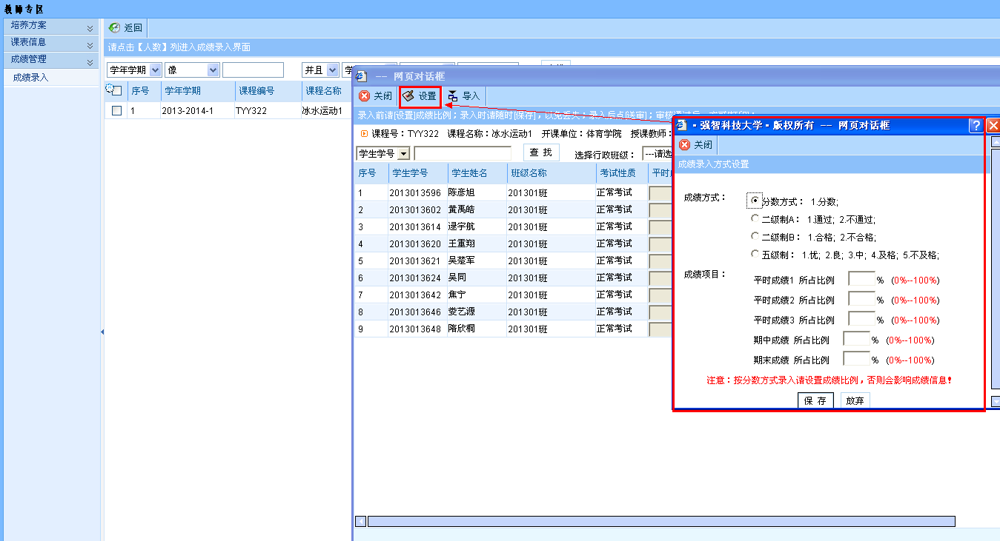 教师专区
培养方案
课表信息
成绩管理
成绩录入
返回
请点击【人数】列进入成绩录入界面
学年学期 像 并且
序号 学年学期 课程编号 课程名称
1 2013-2014-1 TYY322 冰水运动1
-- 网页对话框
关闭 设置 导入
录入前请[设置]成绩比例；录入时请随时[保存]，以免丢失；录入后点[送审]；审核通过后，方可打印]；
课程号：TYY322 课程名称：冰水运动1 开课单位：体育学院 授课教师：
学生学号 查 找 选择行政班级： ---请选
序号 学生学号 学生姓名 班级名称 考试性质 平时
1 2013013596 陈彦旭 201301班 正常考试
2 2013013602 黄禹皓 201301班 正常考试
3 2013013614 逯宇航 201301班 正常考试
4 2013013620 王重翔 201301班 正常考试
5 2013013621 吴楚军 201301班 正常考试
6 2013013624 吴同 201301班 正常考试
7 2013013642 焦宁 201301班 正常考试
8 2013013646 娄艺源 201301班 正常考试
9 2013013648 隋欣桐 201301班 正常考试
·强智科技大学·版权所有 -- 网页对话框
关闭
成绩录入方式设置
成绩方式： 分数方式： 1.分数;
二级制A： 1.通过; 2.不通过;
二级制B： 1.合格; 2.不合格;
五级制： 1.优; 2.良; 3.中; 4.及格; 5.不及格;
成绩项目： 平时成绩1 所占比例 % (0%--100%)
平时成绩2 所占比例 % (0%--100%)
平时成绩3 所占比例 % (0%--100%)
期中成绩 所占比例 % (0%--100%)
期末成绩 所占比例 % (0%--100%)
注意：按分数方式录入请设置成绩比例，否则会影响成绩信息！
保 存 放弃